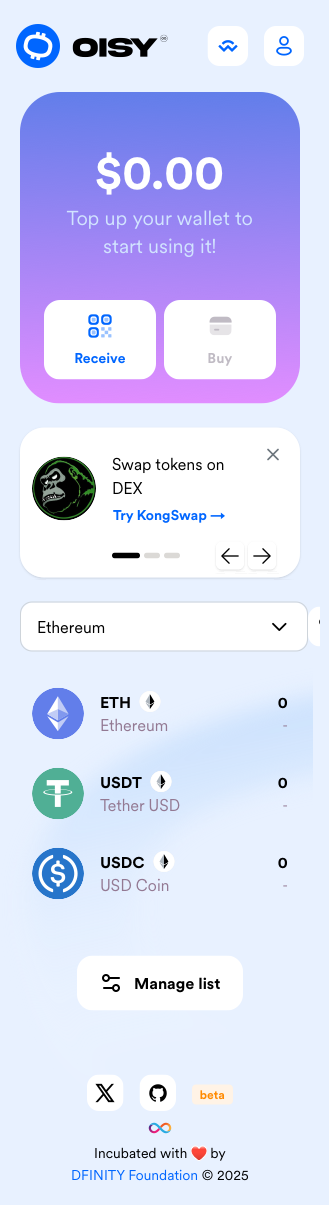 OISY
$0.00
Top up your wallet to
start using it!
Receive
Buy
Swap tokens on
DEX
Try KongSwap →
Ethereum
ETH
0
Ethereum
-
USDT
0
Tether USD
-
USDC
0
USD Coin
-
Manage list
beta
Incubated with ❤️ by
DFINITY Foundation © 2025